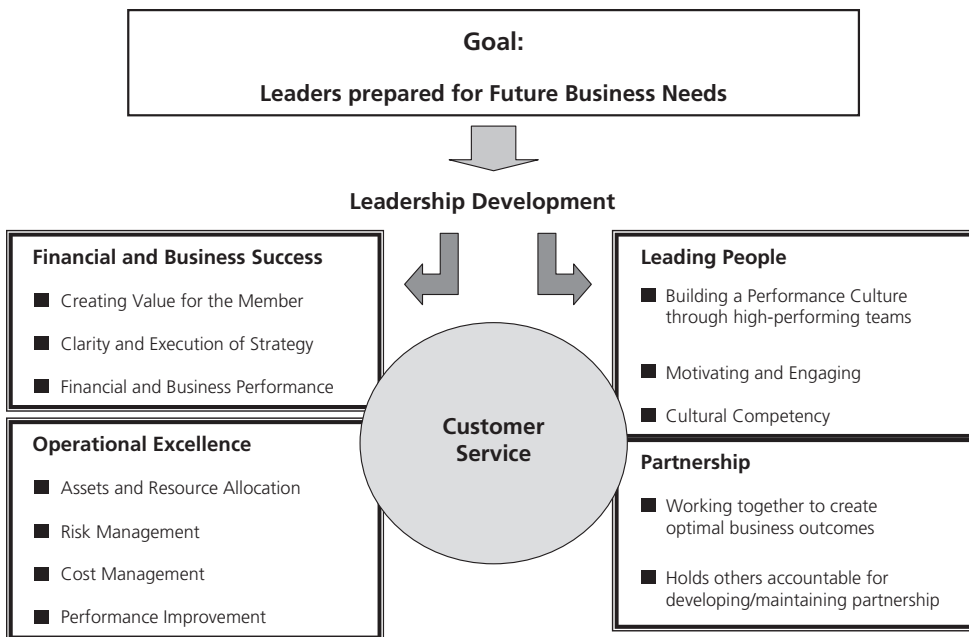 Goal:
Leaders prepared for Future Business Needs
Leadership Development
Financial and Business Success
■ Creating Value for the Member
■ Clarity and Execution of Strategy
■ Financial and Business Performance
Operational Excellence
■ Assets and Resource Allocation
■ Risk Management
■ Cost Management
■ Performance Improvement
Customer
Service
Leading People
■ Building a Performance Culture
through high-performing teams
■ Motivating and Engaging
■ Cultural Competency
Partnership
■ Working together to create
optimal business outcomes
■ Holds others accountable for
developing/maintaining partnership